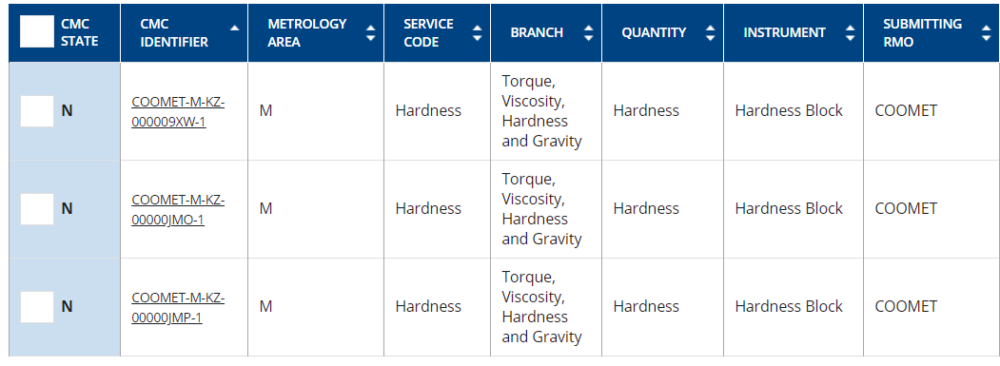 CMC STATE
CMC IDENTIFIER
METROLOGY AREA
SERVICE CODE
BRANCH
QUANTITY
INSTRUMENT
SUBMITTING RMO
N
COOMET-M-KZ-
000009XW-1
M
Hardness
Torque,
Viscosity,
Hardness
and Gravity
Hardness
Hardness Block
COOMET
N
COOMET-M-KZ-
00000JMO-1
M
Hardness
Torque,
Viscosity,
Hardness
and Gravity
Hardness
Hardness Block
COOMET
N
COOMET-M-KZ-
00000JMP-1
M
Hardness
Torque,
Viscosity,
Hardness
and Gravity
Hardness
Hardness Block
COOMET